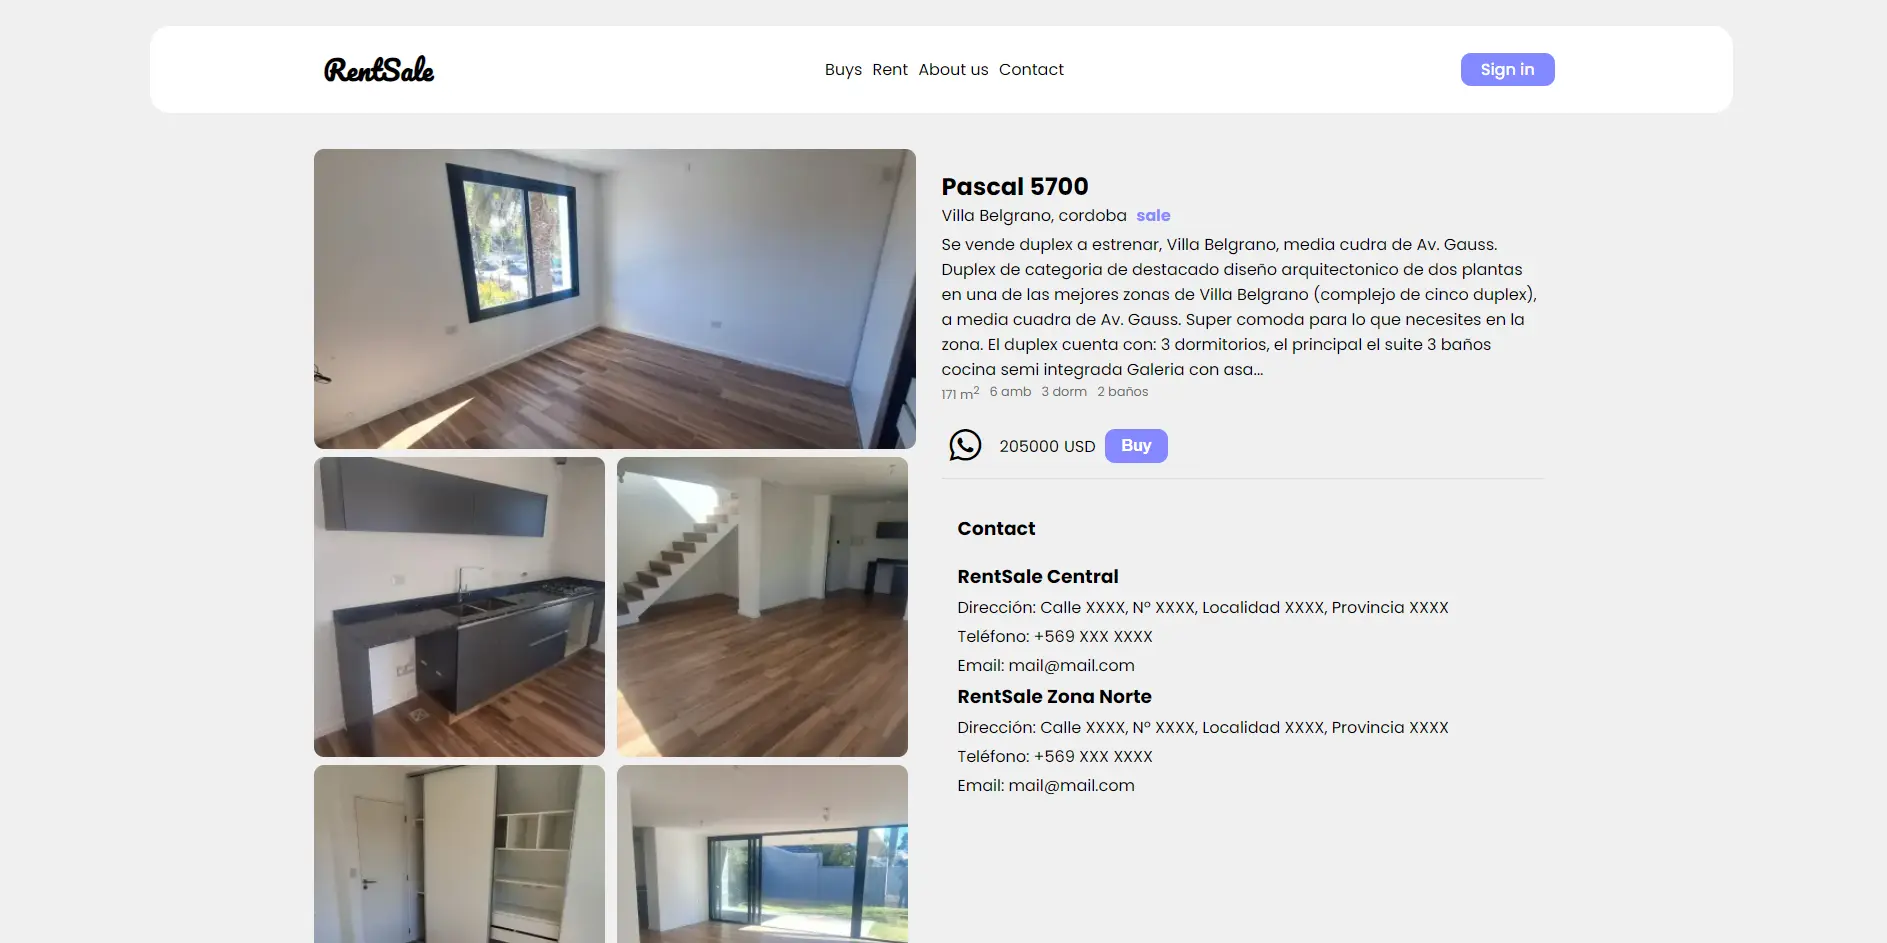 RentSale
Buys Rent About us Contact
Sign in
Pascal 5700
Villa Belgrano, cordoba sale
Se vende duplex a estrenar, Villa Belgrano, media cudra de Av. Gauss.
Duplex de categoria de destacado diseño arquitectonico de dos plantas
en una de las mejores zonas de Villa Belgrano (complejo de cinco duplex),
a media cuadra de Av. Gauss. Super comoda para lo que necesites en la
zona. El duplex cuenta con: 3 dormitorios, el principal el suite 3 baños
cocina semi integrada Galeria con asa...
171 m² 6 amb 3 dorm 2 baños
205000 USD Buy
Contact
RentSale Central
Dirección: Calle XXXX, Nº XXXX, Localidad XXXX, Provincia XXXX
Teléfono: +569 XXX XXXX
Email: mail@mail.com
RentSale Zona Norte
Dirección: Calle XXXX, Nº XXXX, Localidad XXXX, Provincia XXXX
Teléfono: +569 XXX XXXX
Email: mail@mail.com